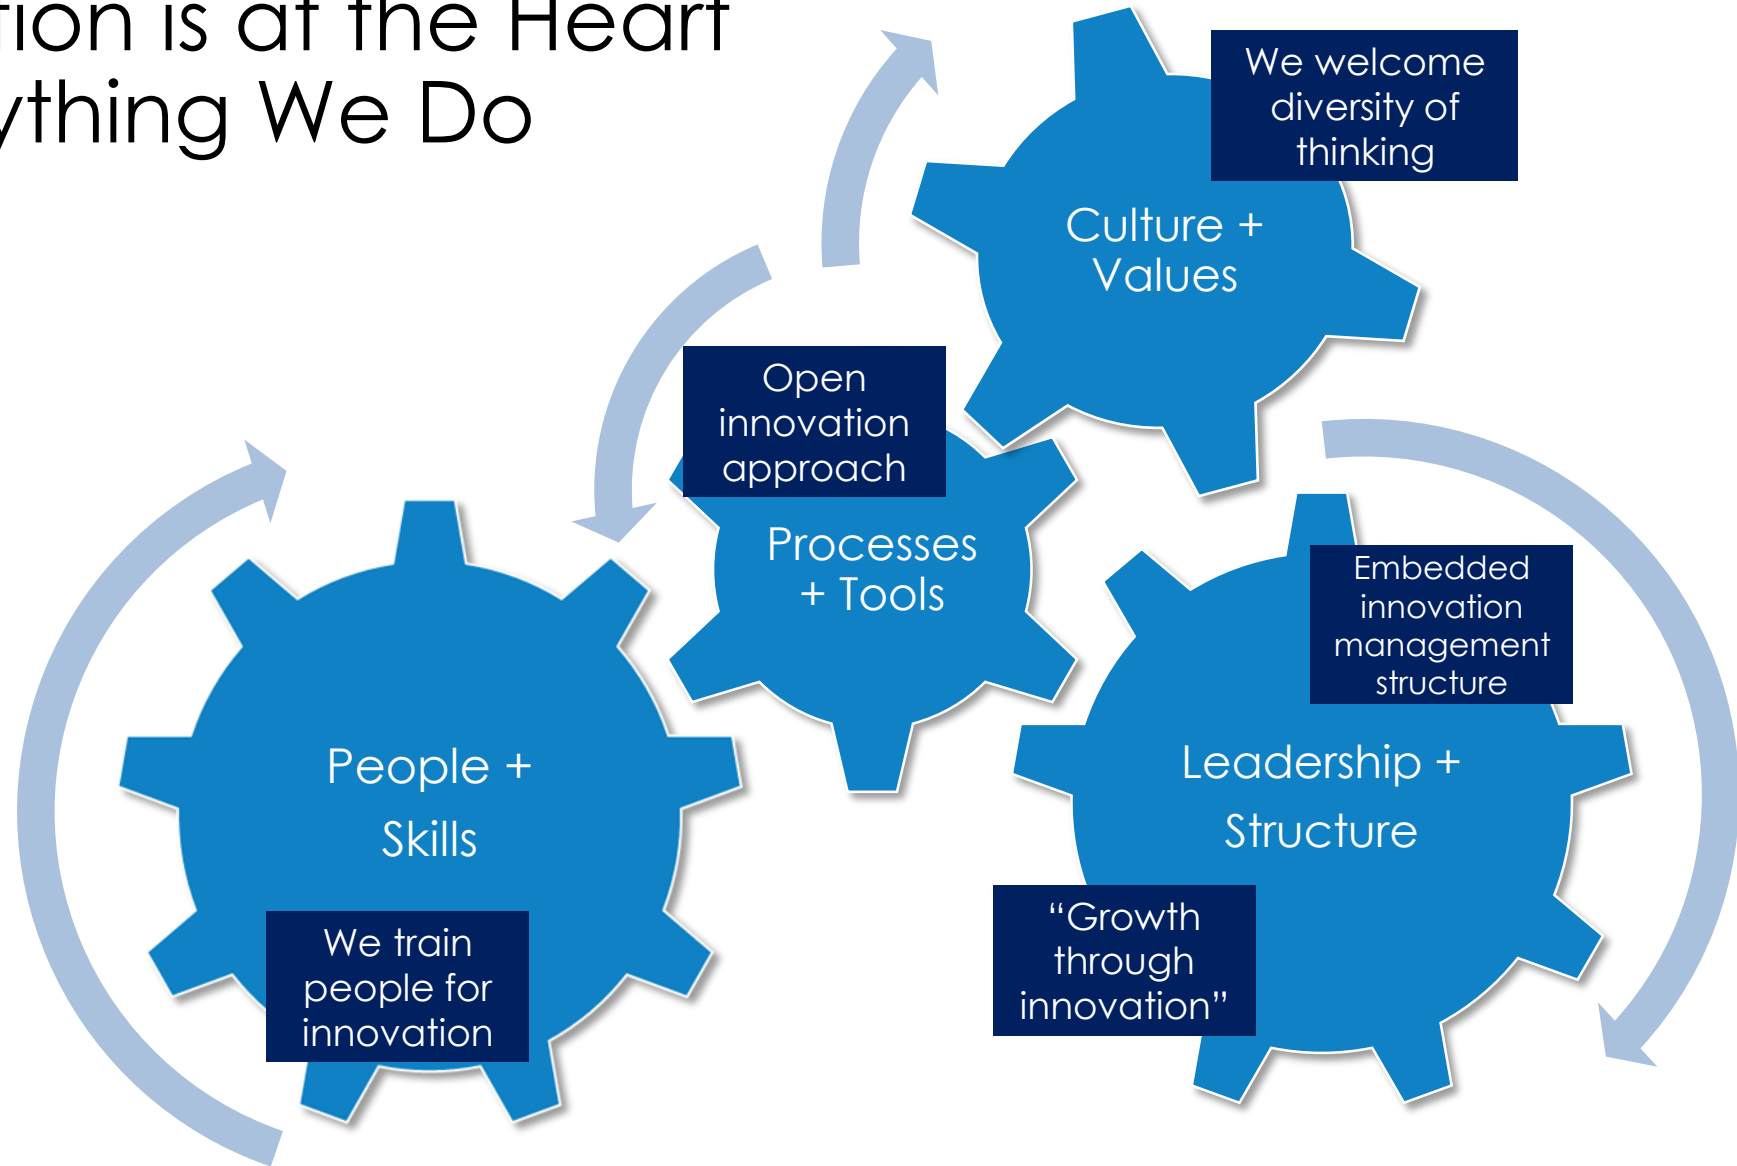 tion is at the Heart
ything We Do
We welcome
diversity of
thinking
Culture +
Values
Open
innovation
approach
Processes
+ Tools
Embedded
innovation
management
structure
People +
Skills
Leadership +
Structure
We train
people for
innovation
“Growth
through
innovation”